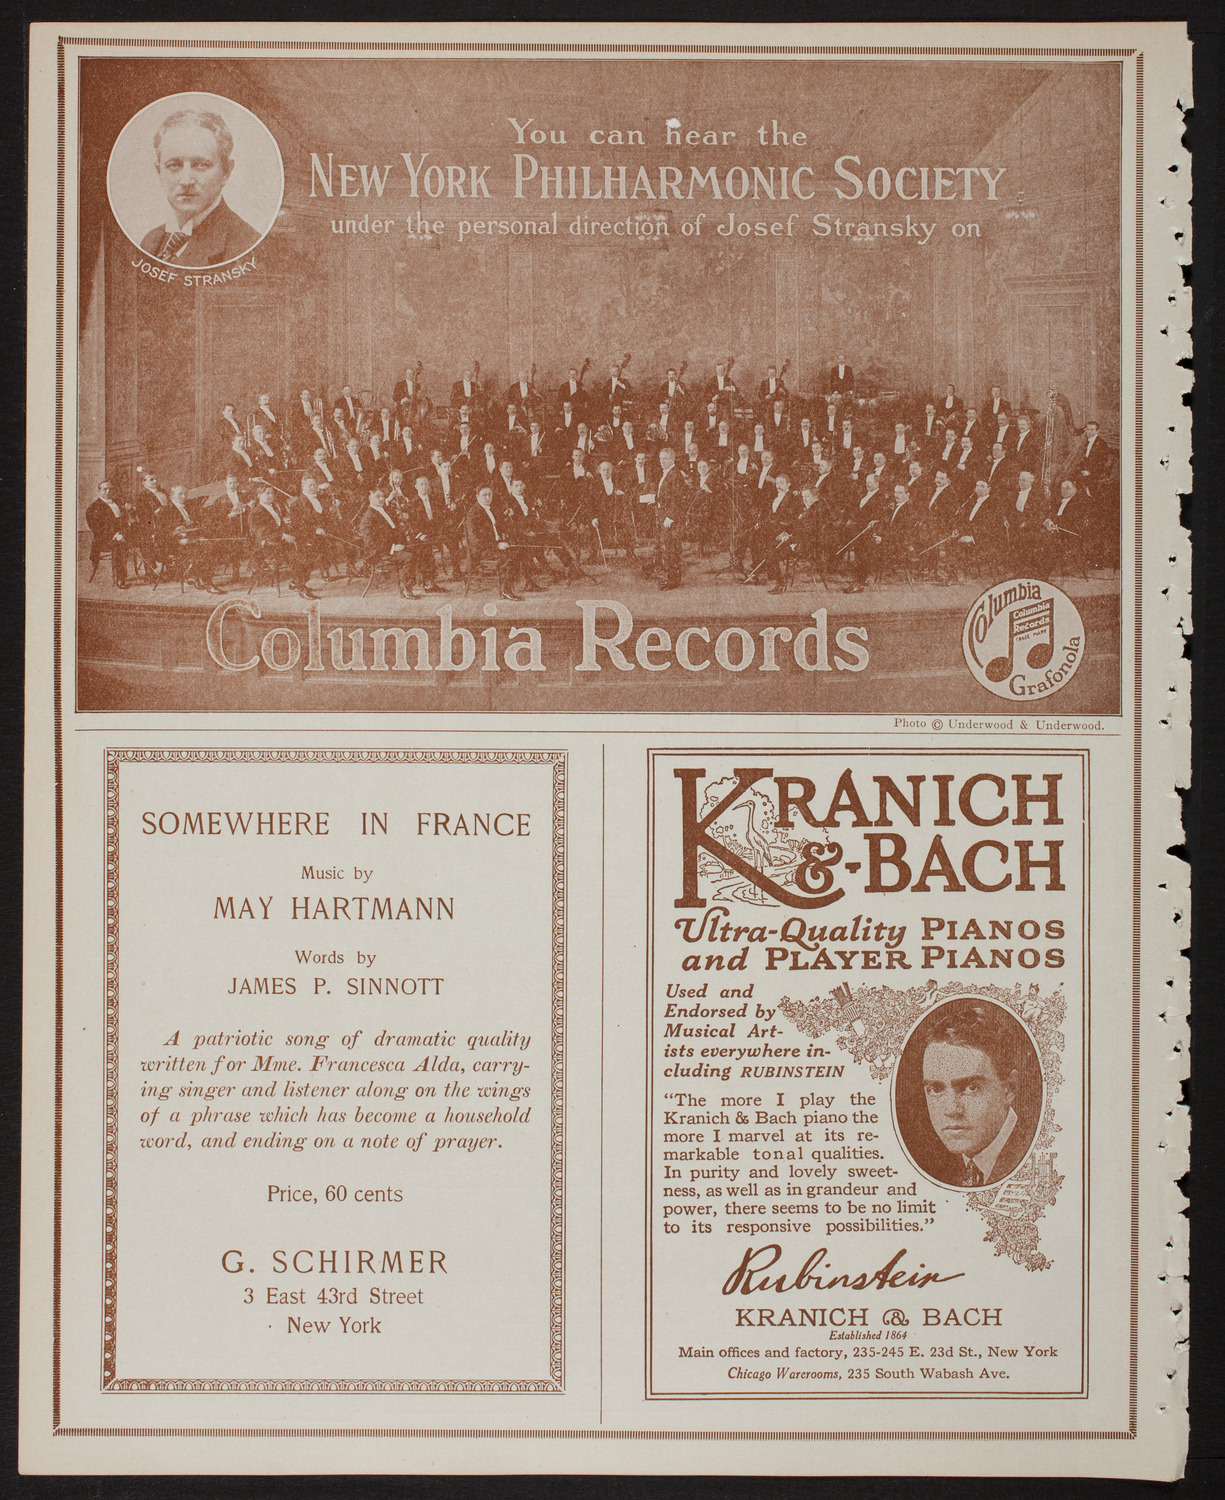 You can hear the
NEW YORK PHILHARMONIC SOCIETY
under the personal direction of Josef Stransky on
JOSEF STRANSKY
Columbia Records
Columbia
Columbia
Records
TRADE MARK
Grafonola
Photo © Underwood & Underwood.
SOMEWHERE IN FRANCE
Music by
MAY HARTMANN
Words by
JAMES P. SINNOTT
A patriotic song of dramatic quality
written for Mme. Francesca Alda, carry-
ing singer and listener along on the wings
of a phrase which has become a household
word, and ending on a note of prayer.
Price, 60 cents
G. SCHIRMER
3 East 43rd Street
New York
KRANICH
&-BACH
Ultra-Quality PIANOS
and PLAYER PIANOS
Used and
Endorsed by
Musical Art-
ists everywhere in-
cluding RUBINSTEIN
"The more I play the
Kranich & Bach piano the
more I marvel at its re-
markable tonal qualities.
In purity and lovely sweet-
ness, as well as in grandeur and
power, there seems to be no limit
to its responsive possibilities."
Rubinstein
KRANICH & BACH
Established 1864
Main offices and factory, 235-245 E. 23d St., New York
Chicago Warerooms, 235 South Wabash Ave.